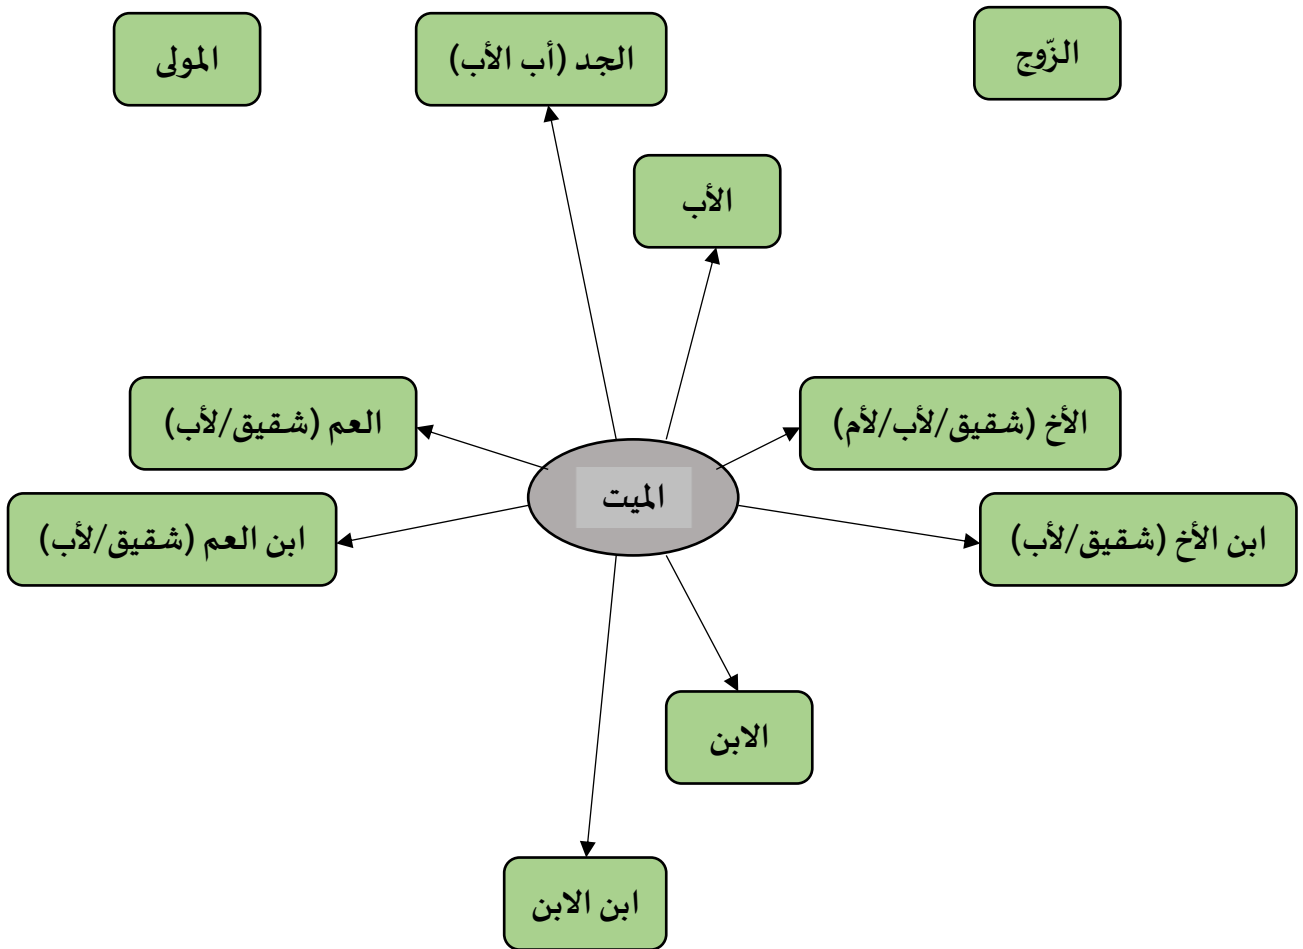 الزّوج
الجد (أب الأب)
المولى
الأب
الأخ (شقيق/لأب/لأم)
العم (شقيق/لأب)
الميت
ابن الأخ (شقيق/لأب)
ابن العم (شقيق/لأب)
الابن
ابن الابن